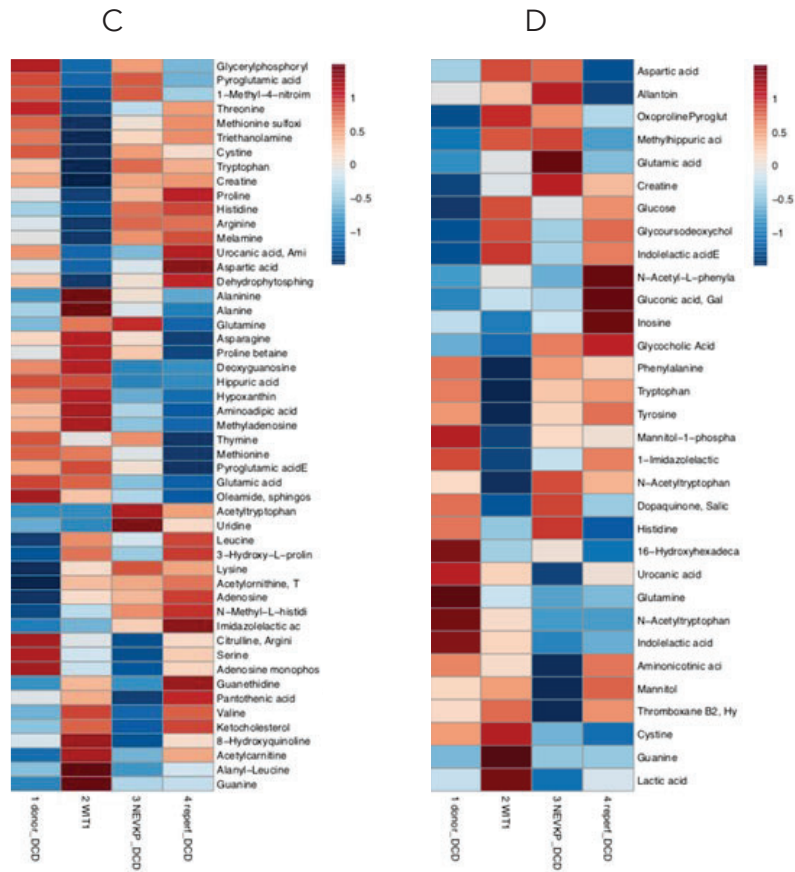 C
D
Glycerylphosphoryl
Pyroglutamic acid
1-Methyl-4-nitroim
Threonine
Methionine sulfoxi
Triethanolamine
Cystine
Tryptophan
Creatine
Proline
Histidine
Arginine
Melamine
Urocanic acid, Ami
Aspartic acid
Dehydrophytosphing
Alaninine
Alanine
Glutamine
Asparagine
Proline betaine
Deoxyguanosine
Hippuric acid
Hypoxanthin
Aminoadipic acid
Methyladenosine
Thymine
Methionine
Pyroglutamic acidE
Glutamic acid
Oleamide, sphingos
Acetyltryptophan
Uridine
Leucine
3-Hydroxy-L-prolin
Lysine
Acetylornithine, T
Adenosine
N-Methyl-L-histidi
Imidazolelactic ac
Citrulline, Argini
Serine
Adenosine monophos
Guanethidine
Pantothenic acid
Valine
Ketocholesterol
8-Hydroxyquinoline
Acetylcarnitine
Alanyl-Leucine
Guanine
1
0.5
0
-0.5
-1
1 donor_DCD
2 WIT1
3 NEVKP_DCD
4 reperf_DCD
Aspartic acid
Allantoin
OxoprolinePyroglut
Methylhippuric aci
Glutamic acid
Creatine
Glucose
Glycoursodeoxychol
Indolelactic acidE
N-Acetyl-L-phenyla
Gluconic acid, Gal
Inosine
Glycocholic Acid
Phenylalanine
Tryptophan
Tyrosine
Mannitol-1-phospha
1-Imidazolelactic
N-Acetyltryptophan
Dopaquinone, Salic
Histidine
16-Hydroxyhexadeca
Urocanic acid
Glutamine
N-Acetyltryptophan
Indolelactic acid
Aminonicotinic aci
Mannitol
Thromboxane B2, Hy
Cystine
Guanine
Lactic acid
1
0.5
0
-0.5
-1
1 donor_DCD
2 WIT1
3 NEVKP_DCD
4 reperf_DCD